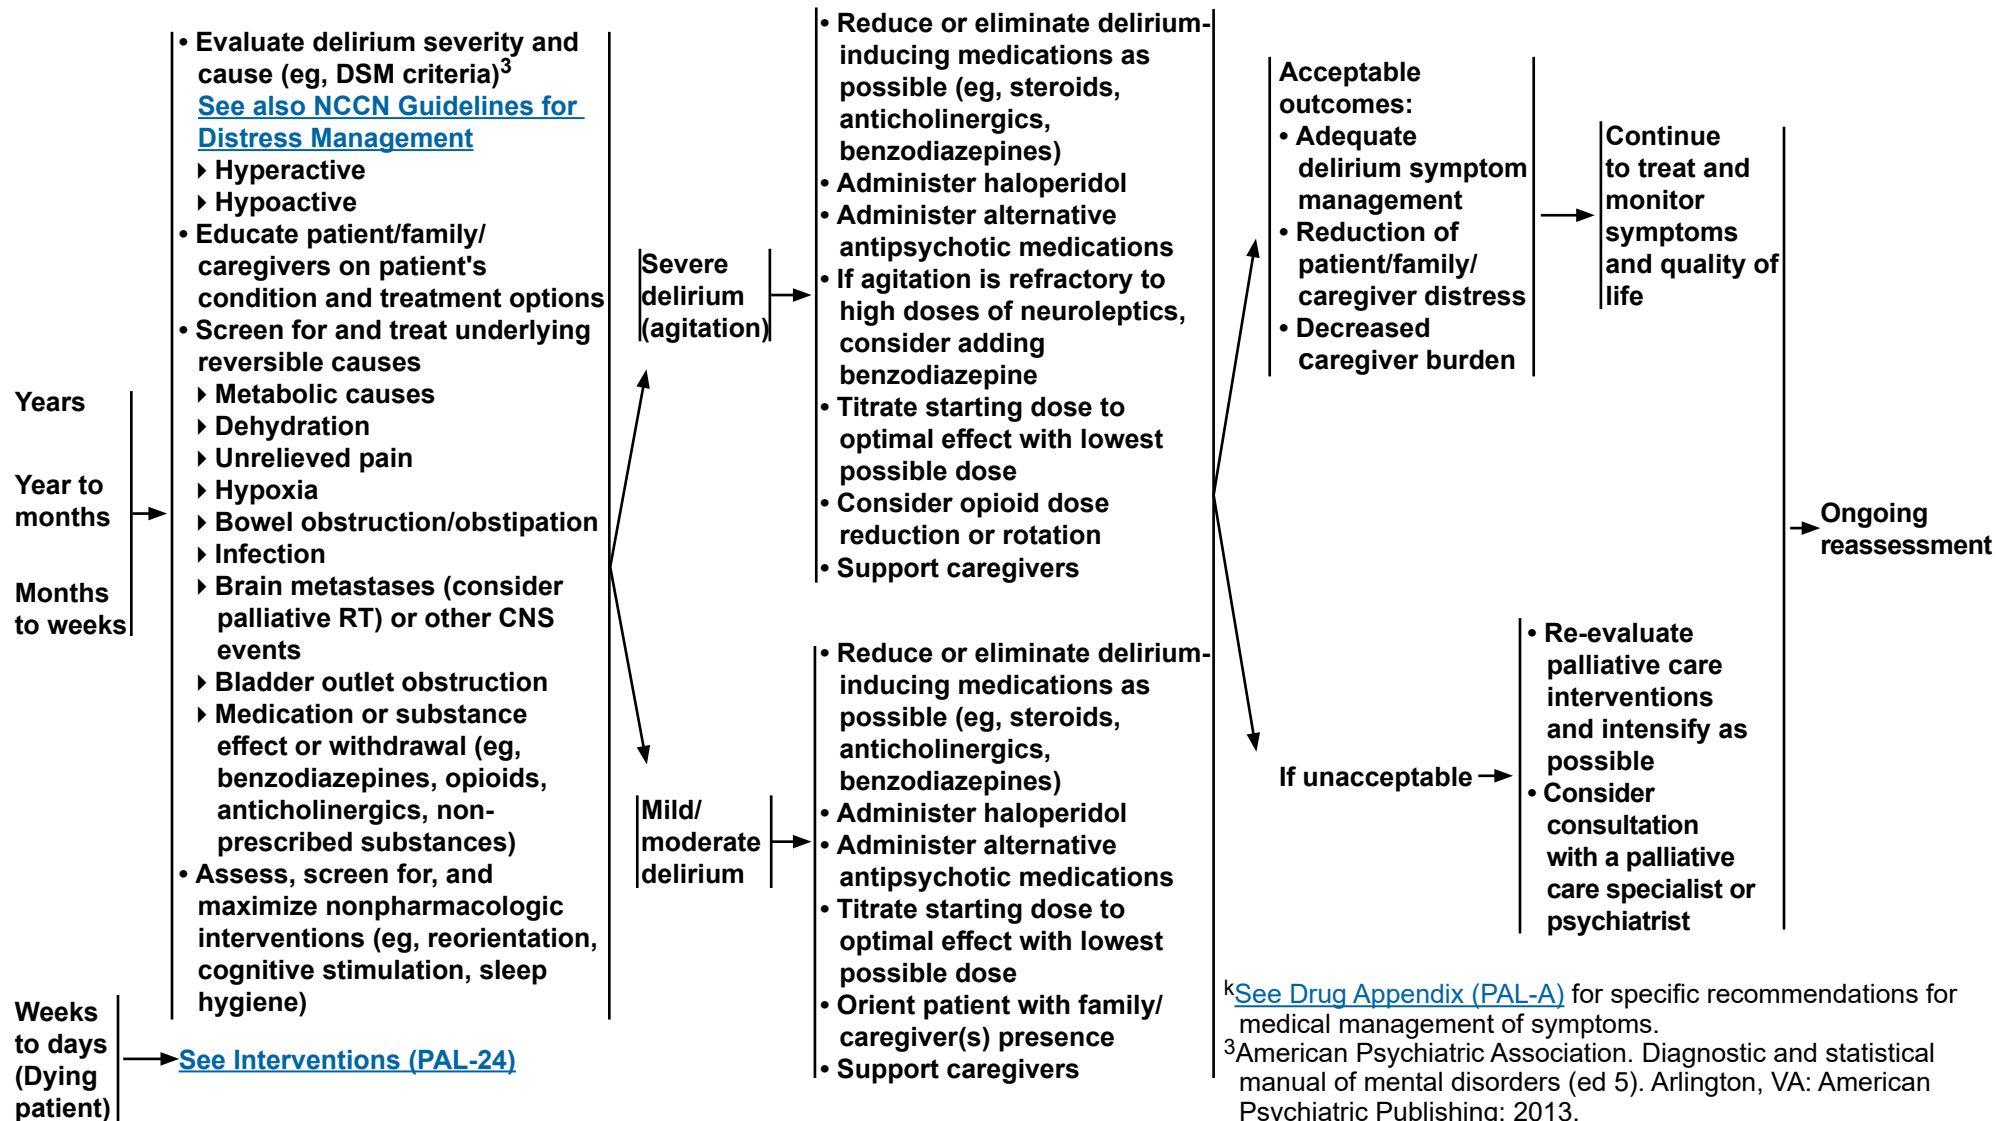 Years
Year to
months
Months
to weeks
Weeks
to days
(Dying
patient)
• Evaluate delirium severity and
cause (eg, DSM criteria)3
See also NCCN Guidelines for
Distress Management
▸ Hyperactive
▸ Hypoactive
• Educate patient/family/
caregivers on patient's
condition and treatment options
• Screen for and treat underlying
reversible causes
▸ Metabolic causes
▸ Dehydration
▸ Unrelieved pain
▸ Hypoxia
▸ Bowel obstruction/obstipation
▸ Infection
▸ Brain metastases (consider
palliative RT) or other CNS
events
▸ Bladder outlet obstruction
▸ Medication or substance
effect or withdrawal (eg,
benzodiazepines, opioids,
anticholinergics, non-
prescribed substances)
• Assess, screen for, and
maximize nonpharmacologic
interventions (eg, reorientation,
cognitive stimulation, sleep
hygiene)
See Interventions (PAL-24)
Severe
delirium
(agitation)
Mild/
moderate
delirium
• Reduce or eliminate delirium-
inducing medications as
possible (eg, steroids,
anticholinergics,
benzodiazepines)
• Administer haloperidol
• Administer alternative
antipsychotic medications
• If agitation is refractory to
high doses of neuroleptics,
consider adding
benzodiazepine
• Titrate starting dose to
optimal effect with lowest
possible dose
• Consider opioid dose
reduction or rotation
• Support caregivers
• Reduce or eliminate delirium-
inducing medications as
possible (eg, steroids,
anticholinergics,
benzodiazepines)
• Administer haloperidol
• Administer alternative
antipsychotic medications
• Titrate starting dose to
optimal effect with lowest
possible dose
• Orient patient with family/
caregiver(s) presence
• Support caregivers
Acceptable
outcomes:
• Adequate
delirium symptom
management
• Reduction of
patient/family/
caregiver distress
• Decreased
caregiver burden
Continue
to treat and
monitor
symptoms
and quality of
life
If unacceptable
• Re-evaluate
palliative care
interventions
and intensify as
possible
• Consider
consultation
with a palliative
care specialist or
psychiatrist
Ongoing
reassessment
kSee Drug Appendix (PAL-A) for specific recommendations for
medical management of symptoms.
3American Psychiatric Association. Diagnostic and statistical
manual of mental disorders (ed 5). Arlington, VA: American
Psychiatric Publishing; 2013.